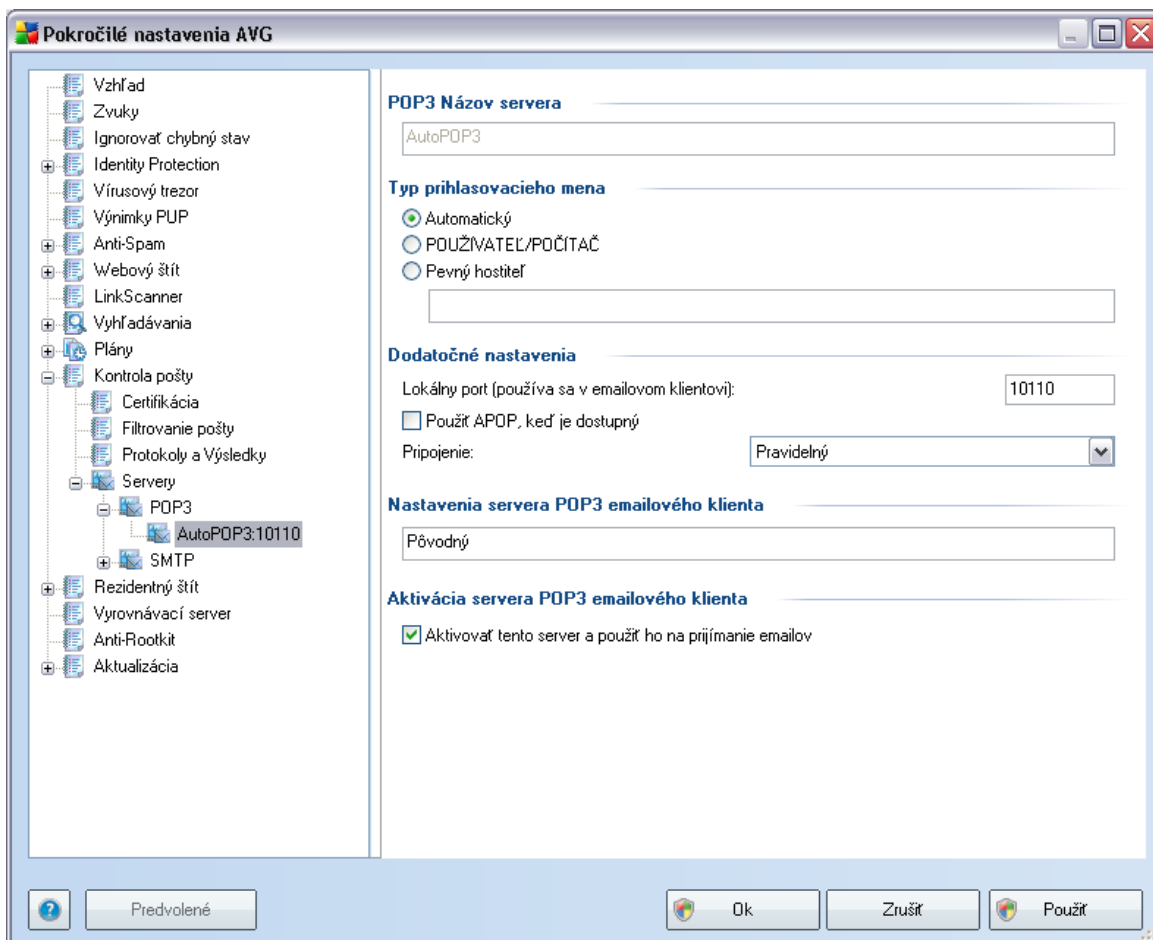 Pokročilé nastavenia AVG
Vzhľad
Zvuky
Ignorovať chybný stav
Identity Protection
Vírusový trezor
Výnimky PUP
Anti-Spam
Webový štít
LinkScanner
Vyhľadávania
Plány
Kontrola pošty
Certifikácia
Filtrovanie pošty
Protokoly a Výsledky
Servery
POP3
AutoPOP3:10110
SMTP
Rezidentný štít
Vyrovnávací server
Anti-Rootkit
Aktualizácia
POP3 Názov servera
AutoPOP3
Typ prihlasovacieho mena
Automatický
POUŽÍVATEĽ/POČÍTAČ
Pevný hostiteľ
Dodatočné nastavenia
Lokálny port (používa sa v emailovom klientovi): 10110
Použiť APOP, keď je dostupný
Pripojenie: Pravidelný
Nastavenia servera POP3 emailového klienta
Pôvodný
Aktivácia servera POP3 emailového klienta
Aktivovať tento server a použiť ho na prijímanie emailov
Predvolené Ok Zrušiť Použiť